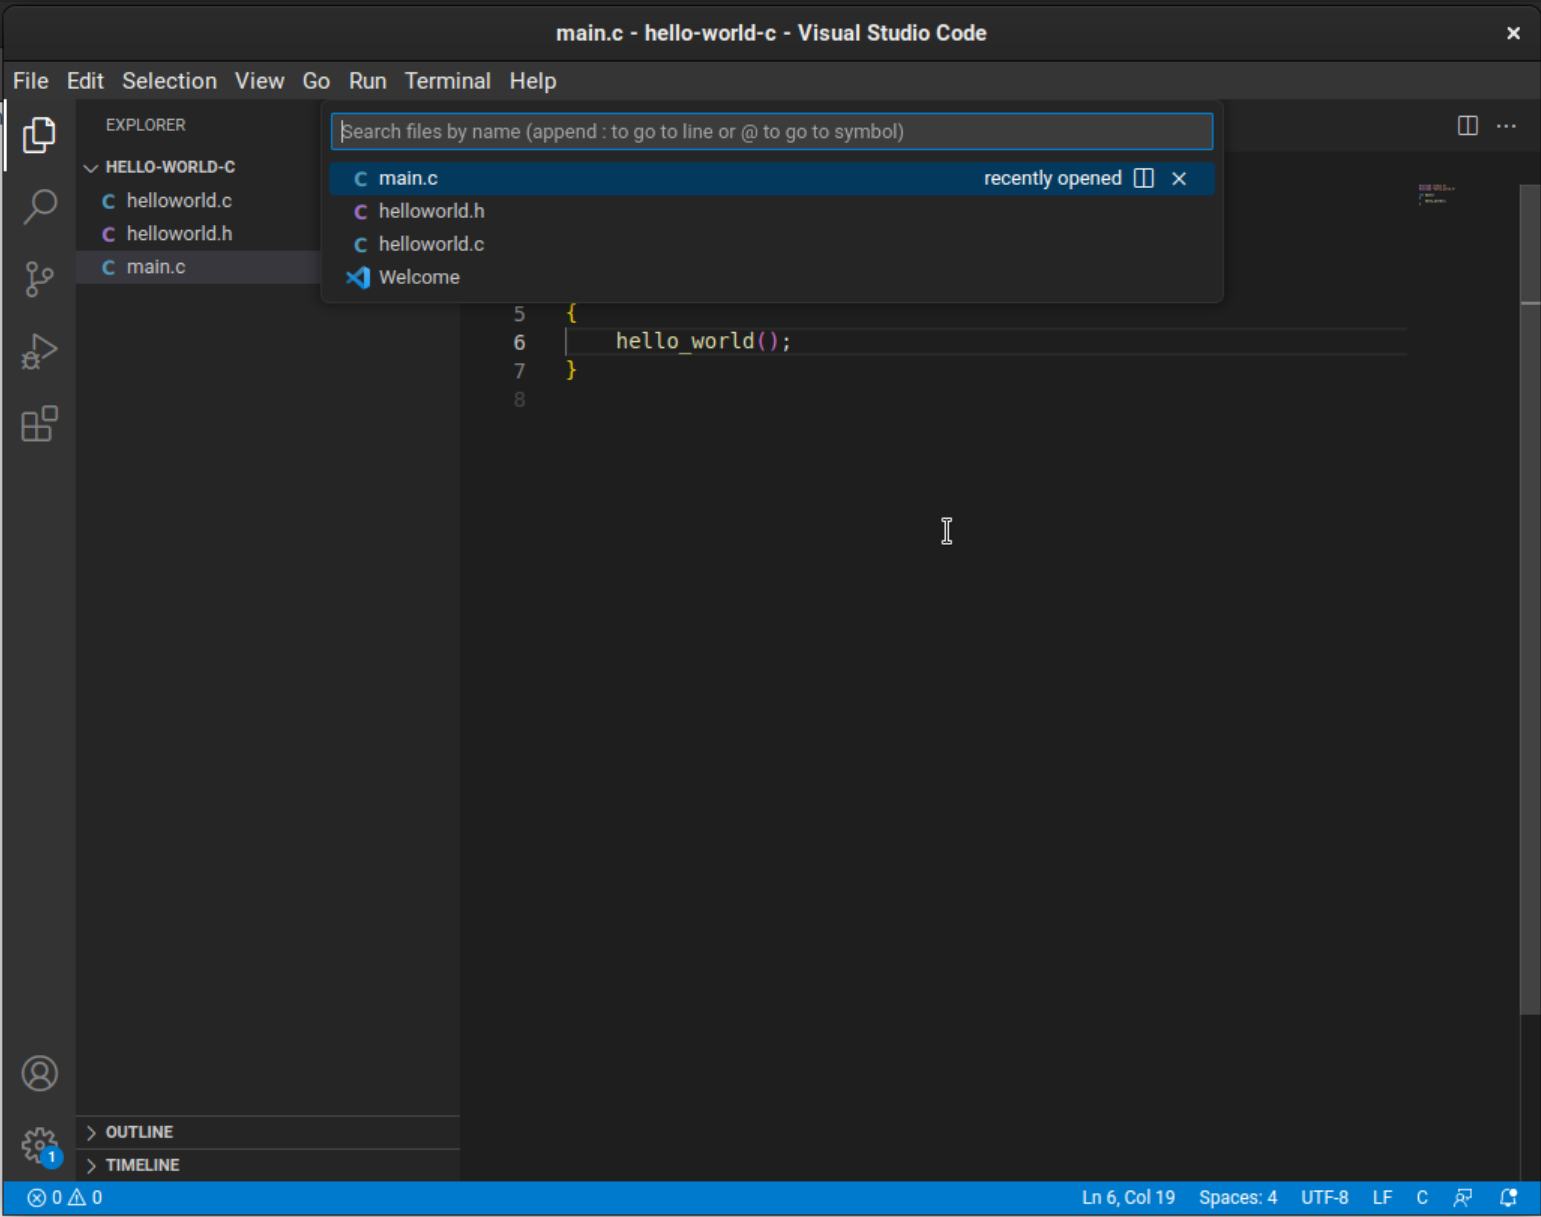 main.c - hello-world-c - Visual Studio Code
File Edit Selection View Go Run Terminal Help
EXPLORER
HELLO-WORLD-C
C helloworld.c
C helloworld.h
C main.c
Search files by name (append : to go to line or @ to go to symbol)
C main.c recently opened
C helloworld.h
C helloworld.c
Welcome
5 {
6 hello_world();
7 }
8
OUTLINE
TIMELINE
1
0 0 Ln 6, Col 19 Spaces: 4 UTF-8 LF C